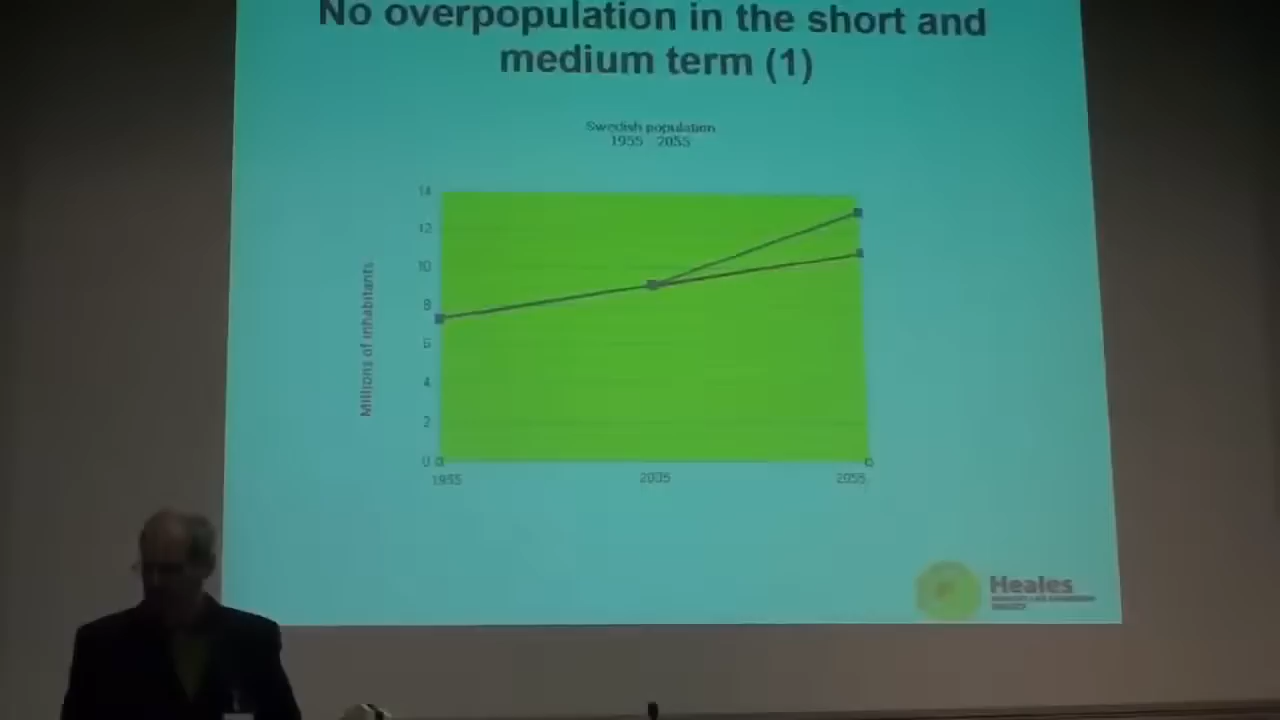 No overpopulation in the short and
medium term (1)
Swedish population
1955 2055
Millions of inhabitants
14
12
10
8
6
4
2
0
1955
2005
2055
Heales
SOCIETY